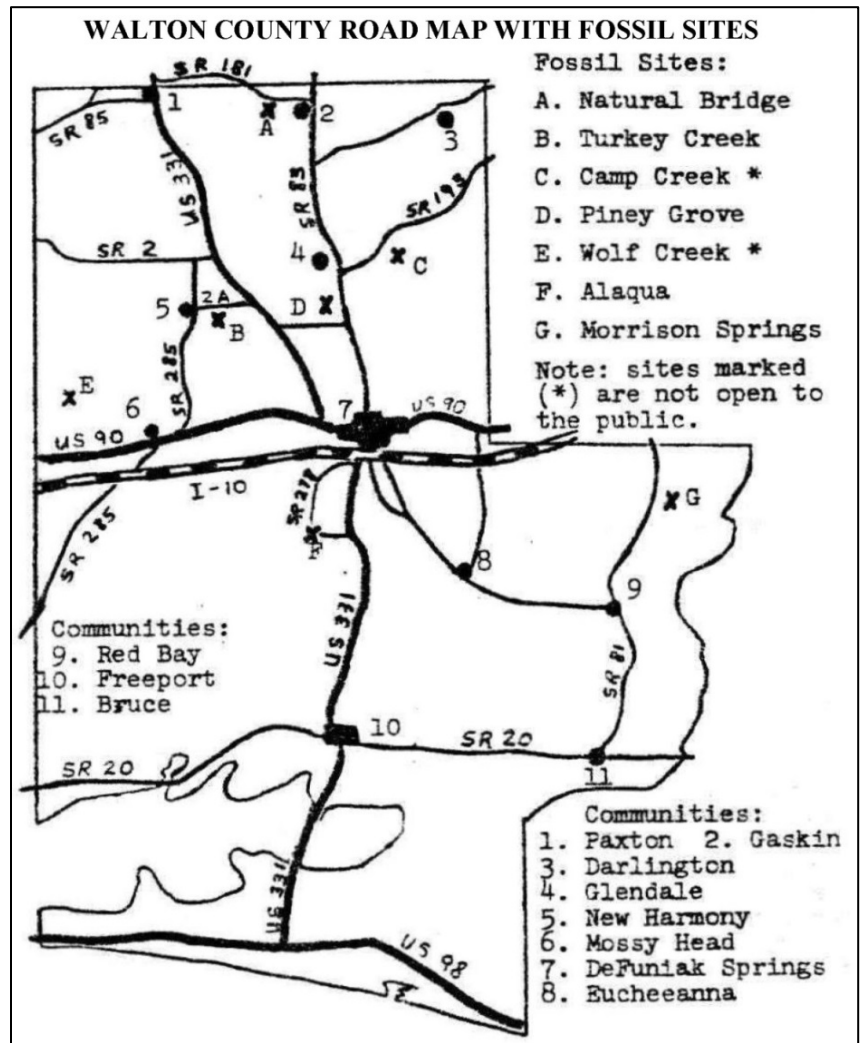 WALTON COUNTY ROAD MAP WITH FOSSIL SITES
Fossil Sites:
A. Natural Bridge
B. Turkey Creek
C. Camp Creek *
D. Piney Grove
E. Wolf Creek *
F. Alaqua
G. Morrison Springs
Note: sites marked
(*) are not open to
the public.
SR 181
1
A
2
3
SR 85
US 331
SR 83
SR 193
SR 2
4
C
5
2A
B
D
E
SR 285
6
7
US 90
US 90
I-10
SR 278
G
SR 285
F
8
9
US 331
SR 81
Communities:
9. Red Bay
10. Freeport
11. Bruce
10
SR 20
SR 20
11
US 331
US 98
Communities:
1. Paxton 2. Gaskin
3. Darlington
4. Glendale
5. New Harmony
6. Mossy Head
7. DeFuniak Springs
8. Eucheeanna